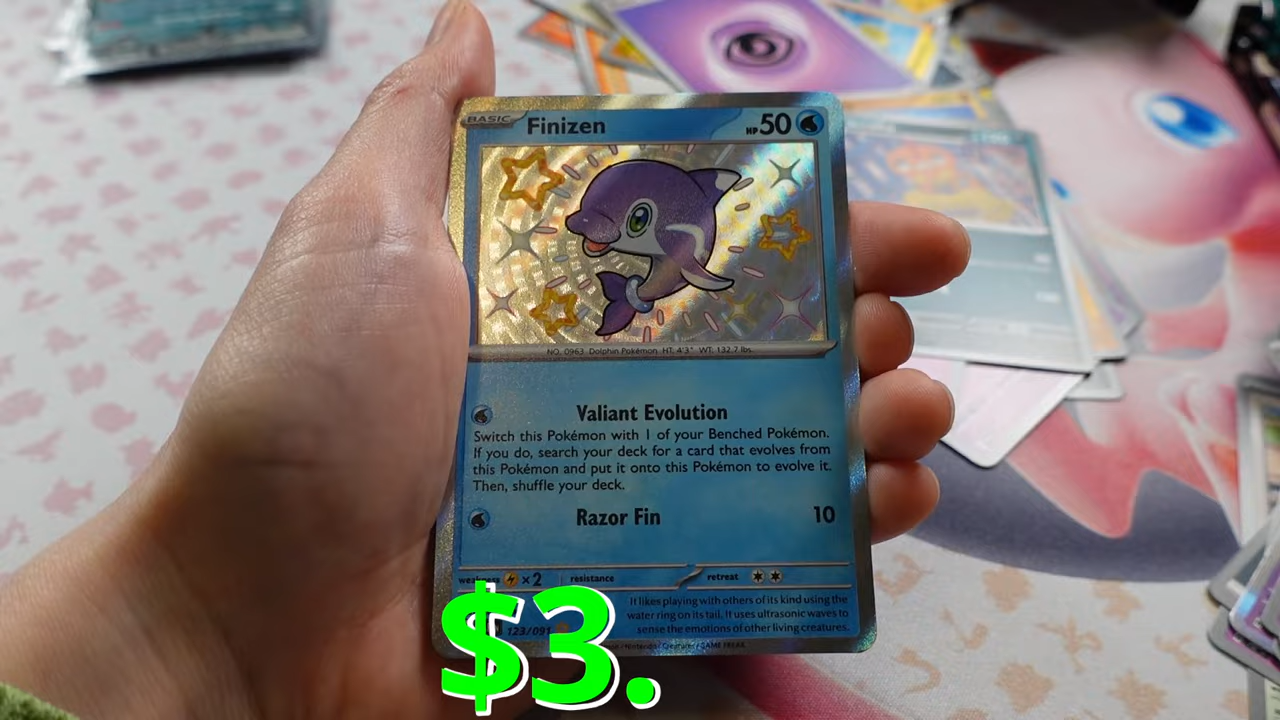 BASIC Finizen HP 50
NO. 0963 Dolphin Pokémon HT. 4'3" WT. 132.7 lbs.
Valiant Evolution
Switch this Pokémon with 1 of your Benched Pokémon.
If you do, search your deck for a card that evolves from
this Pokémon and put it onto this Pokémon to evolve it.
Then, shuffle your deck.
Razor Fin 10
weakness ×2 resistance retreat
It likes playing with others of its kind using the
water ring on its tail. It uses ultrasonic waves to
sense the emotions of other living creatures.
123/091
GAME FREAK
$3.